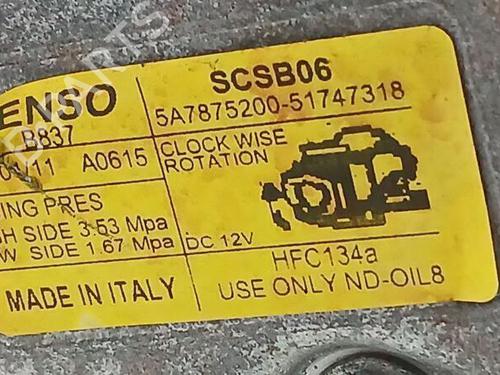 ENSO
SCSB06
B837
5A7875200-51747318
/11 A0615
CLOCK WISE
ROTATION
ING PRES
H SIDE 3.53 Mpa
W SIDE 1.67 Mpa
DC 12V
HFC134a
MADE IN ITALY
USE ONLY ND-OIL8